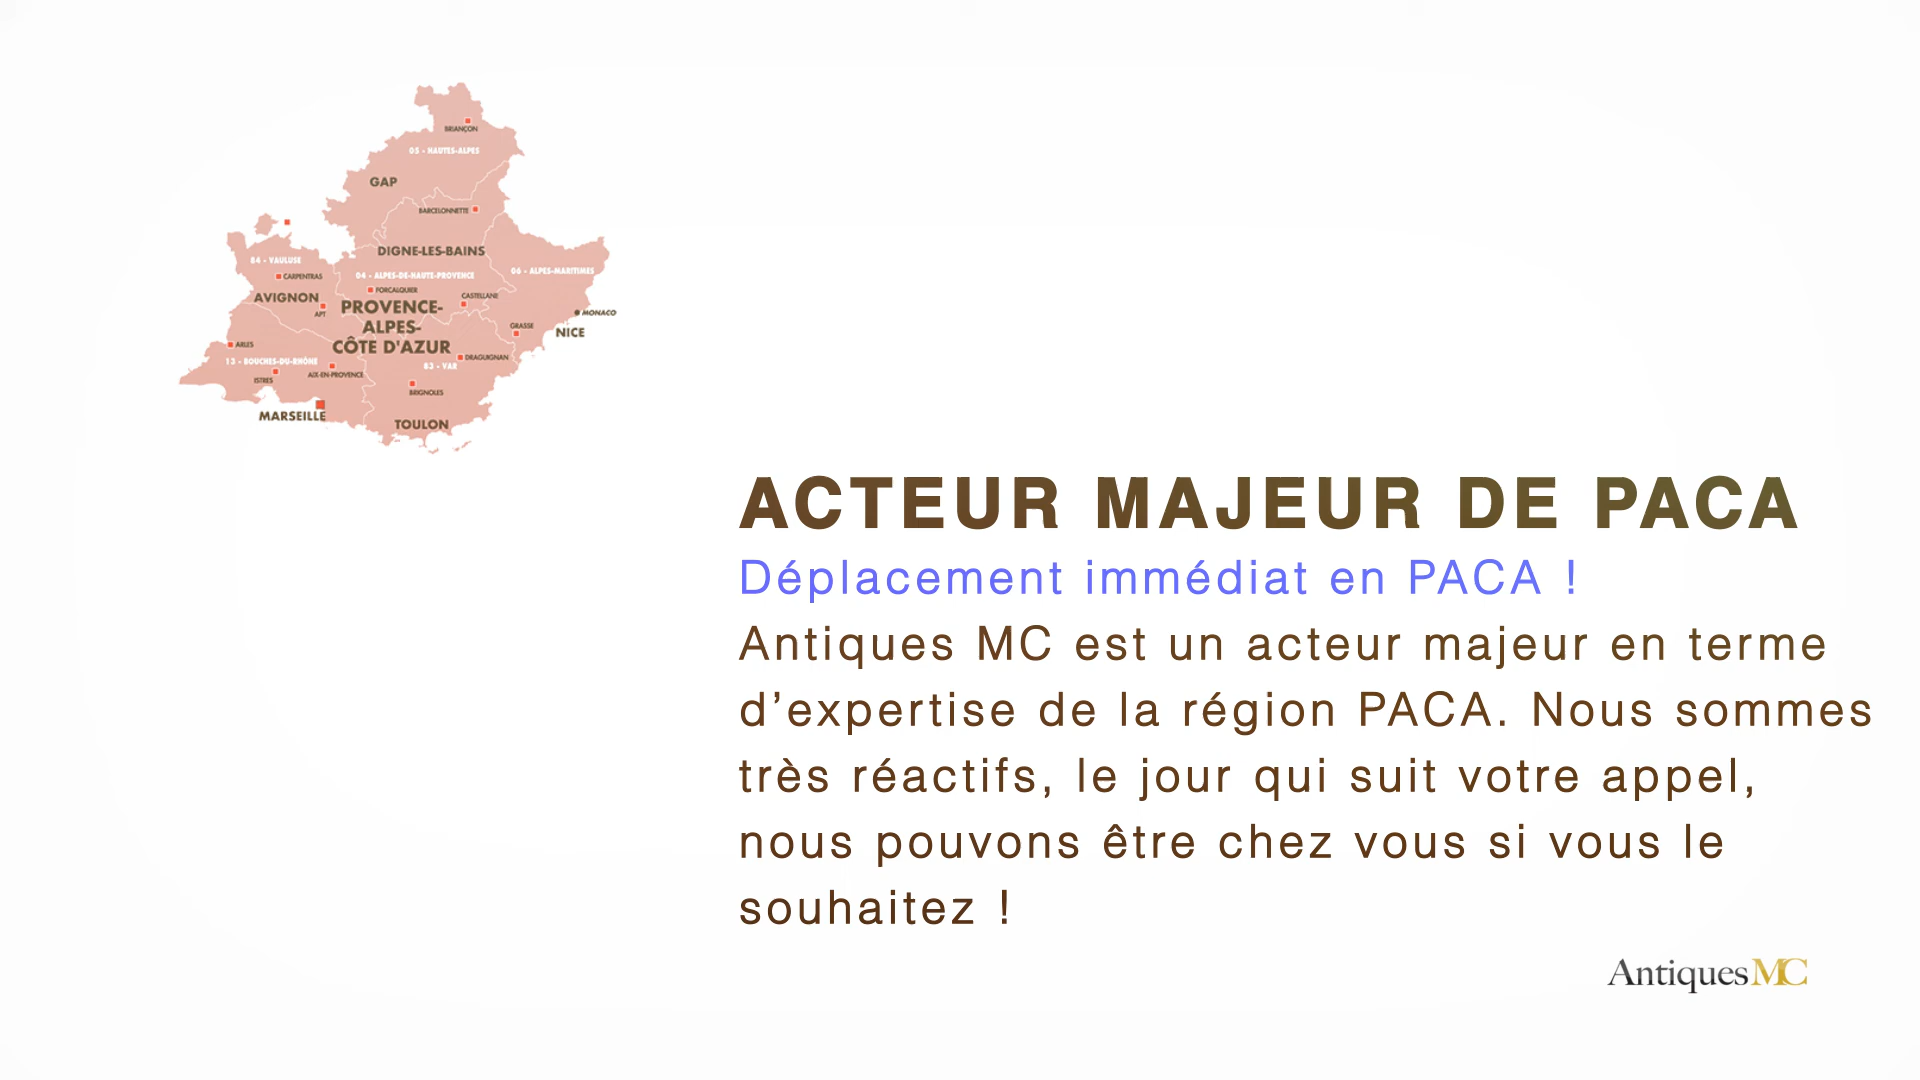 BRIANÇON
05 - HAUTES-ALPES
GAP
BARCELONNETTE
DIGNE-LES-BAINS
84 - VAULUSE
06 - ALPES-MARITIMES
04 - ALPES-DE-HAUTE-PROVENCE
CARPENTRAS
FORCALQUIER
CASTELLANE
AVIGNON
APT
PROVENCE-
ALPES-
CÔTE D'AZUR
MONACO
GRASSE
NICE
ARLES
DRAGUIGNAN
13 - BOUCHES-DU-RHÔNE
83 - VAR
AIX-EN-PROVENCE
ISTRES
BRIGNOLES
MARSEILLE
TOULON
ACTEUR MAJEUR DE PACA
Déplacement immédiat en PACA !
Antiques MC est un acteur majeur en terme
d’expertise de la région PACA. Nous sommes
très réactifs, le jour qui suit votre appel,
nous pouvons être chez vous si vous le
souhaitez !
Antiques MC